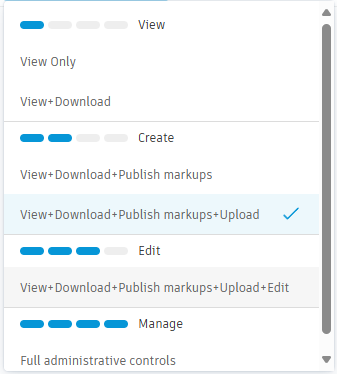 View
View Only
View+Download
Create
View+Download+Publish markups
View+Download+Publish markups+Upload
Edit
View+Download+Publish markups+Upload+Edit
Manage
Full administrative controls